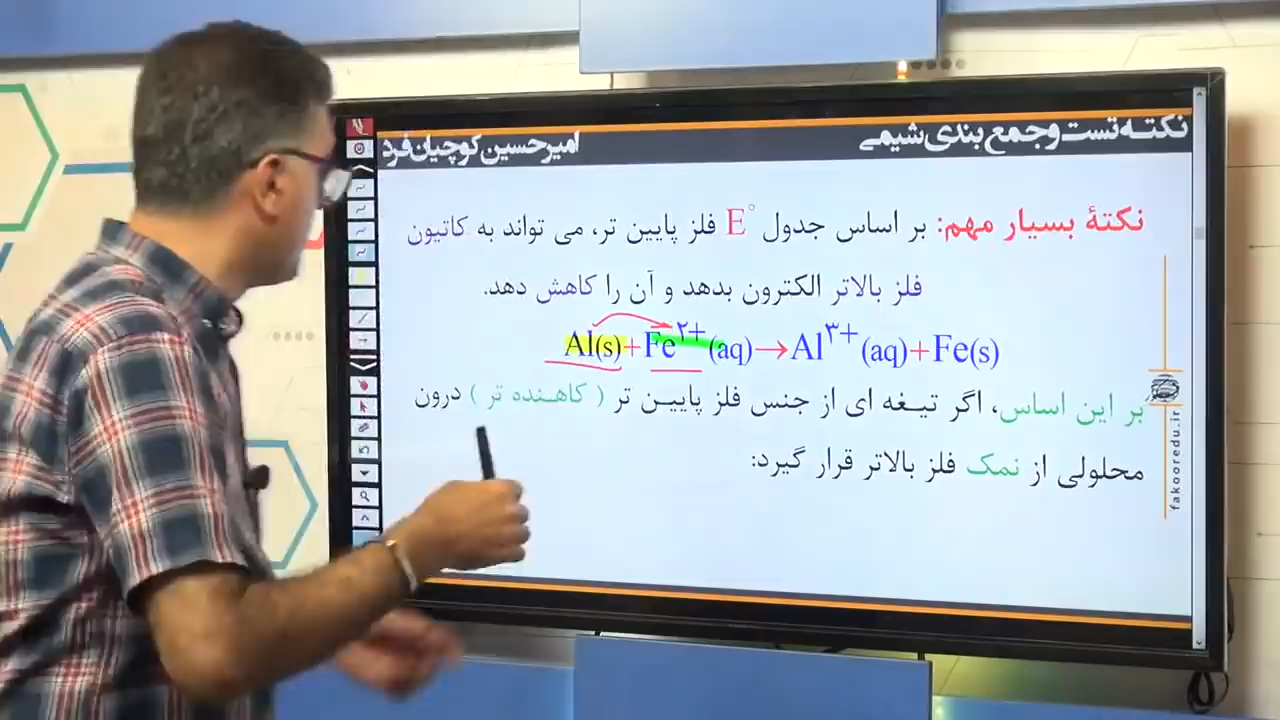 نکته تست و جمع بندی شیمی
امیرحسین کوچیان فرد
نکتهٔ بسیار مهم: بر اساس جدول E° فلز پایین تر، می تواند به کاتیون
فلز بالاتر الکترون بدهد و آن را کاهش دهد.
Al(s)+Fe۲+(aq)→Al۳+(aq)+Fe(s)
بر این اساس، اگر تیغه ای از جنس فلز پایین تر ( کاهنده تر ) درون
محلولی از نمک فلز بالاتر قرار گیرد:
fakooredu.ir